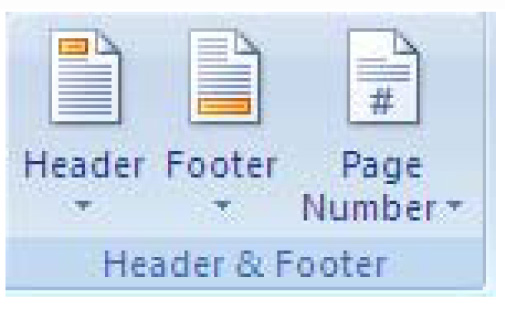 #
Header Footer Page
Number
Header & Footer